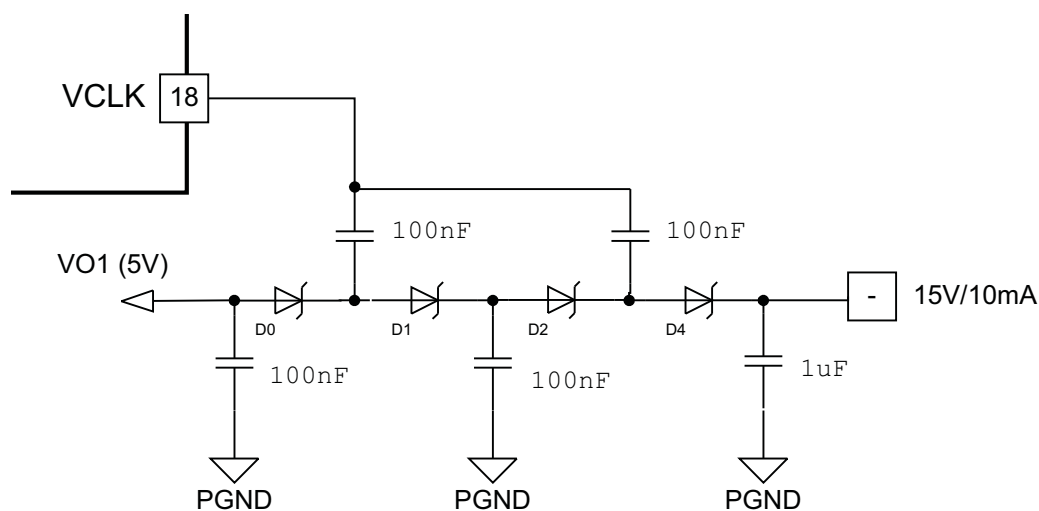 VCLK
18
100nF
100nF
VO1 (5V)
-
15V/10mA
D0
D1
D2
D4
100nF
100nF
1uF
PGND
PGND
PGND